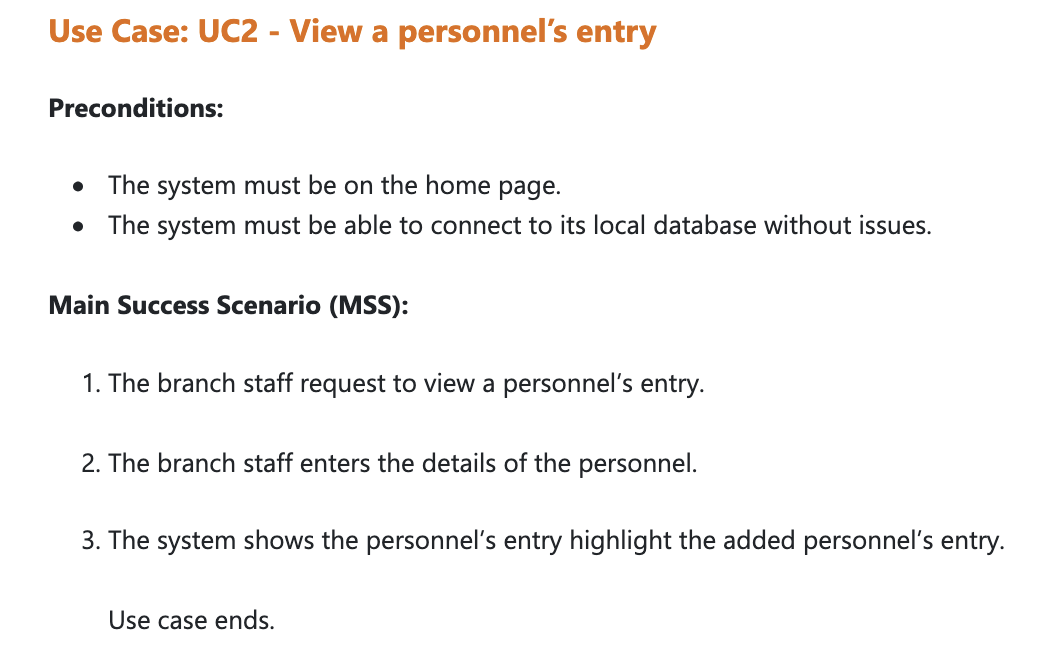 Use Case: UC2 - View a personnel’s entry
Preconditions:
• The system must be on the home page.
• The system must be able to connect to its local database without issues.
Main Success Scenario (MSS):
1. The branch staff request to view a personnel’s entry.
2. The branch staff enters the details of the personnel.
3. The system shows the personnel’s entry highlight the added personnel’s entry.
Use case ends.